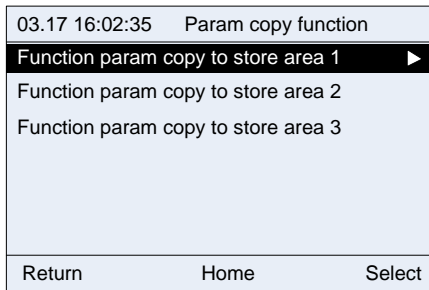 03.17 16:02:35 Param copy function
Function param copy to store area 1
Function param copy to store area 2
Function param copy to store area 3
Return Home Select